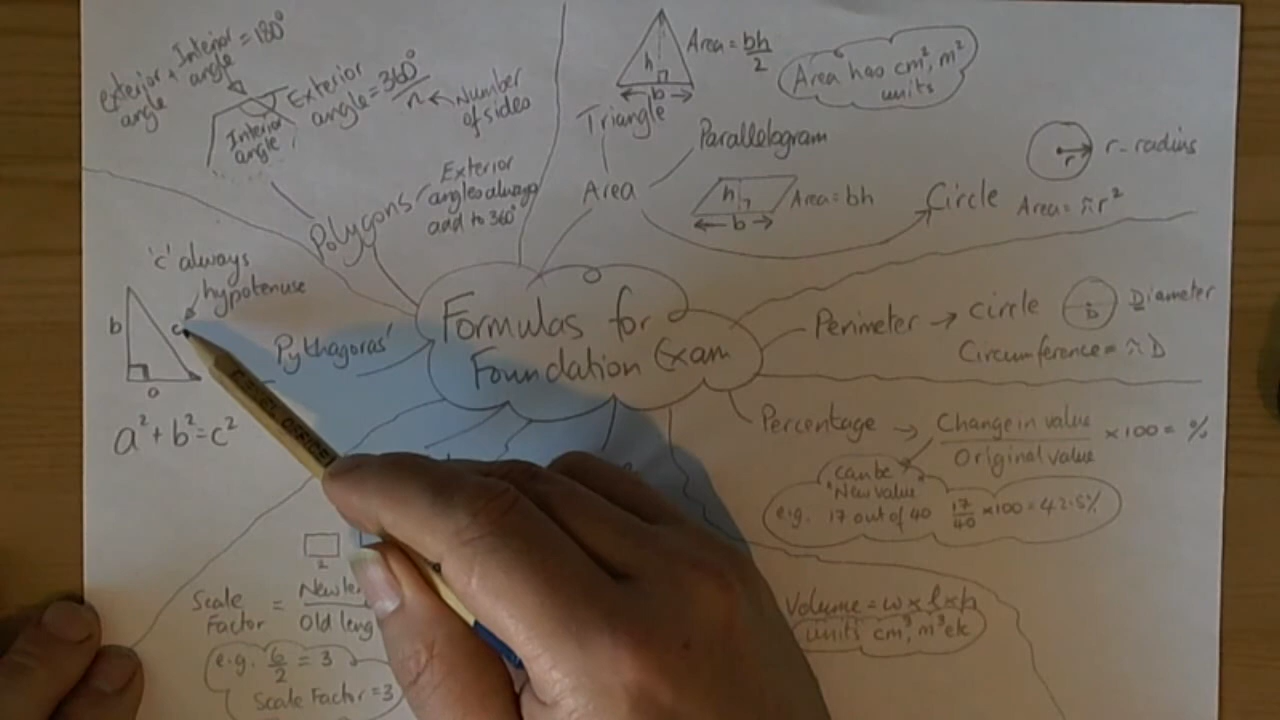 exterior + Interior = 180°
angle angle
Interior
angle
Exterior
angle = 360°
n ← Number
of sides
Polygons
Exterior
angles always
add to 360°
h
b
Area = bh
2
Area has cm², m²
units
Triangle
Area
Parallelogram
h
b
Area = bh
Circle
r
r - radius
Area = πr²
'c' always
hypotenuse
b
c
a
a² + b² = c²
Pythagoras'
Formulas for
Foundation Exam
Perimeter → Circle
D
Diameter
Circumference = πD
Percentage → Change in value
Original value
×100 = %
can be
"New value"
e.g. 17 out of 40 17 ×100 = 42.5%
40
2
Scale
Factor =
Old
e.g. 6 = 3
2
Scale Factor = 3
Volume = w × l × h
units cm³, m³ etc